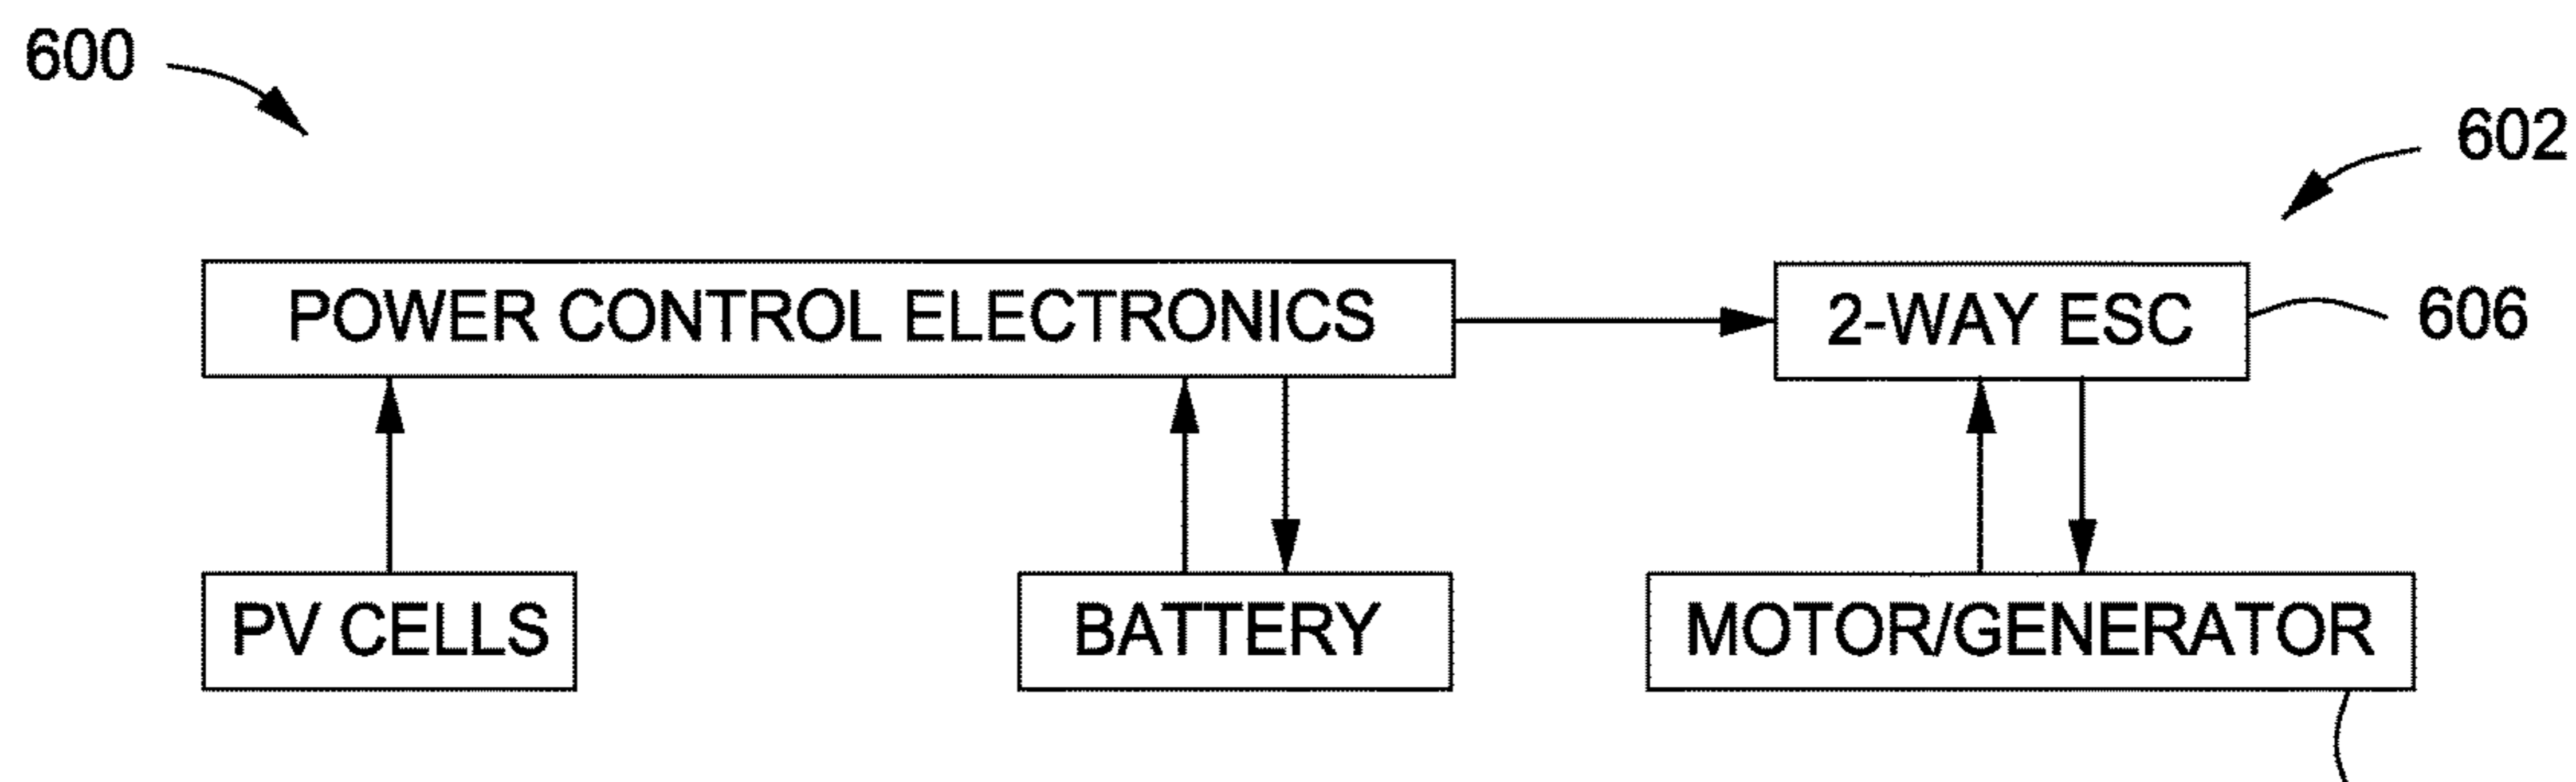 600
602
POWER CONTROL ELECTRONICS
2-WAY ESC
606
PV CELLS
BATTERY
MOTOR/GENERATOR